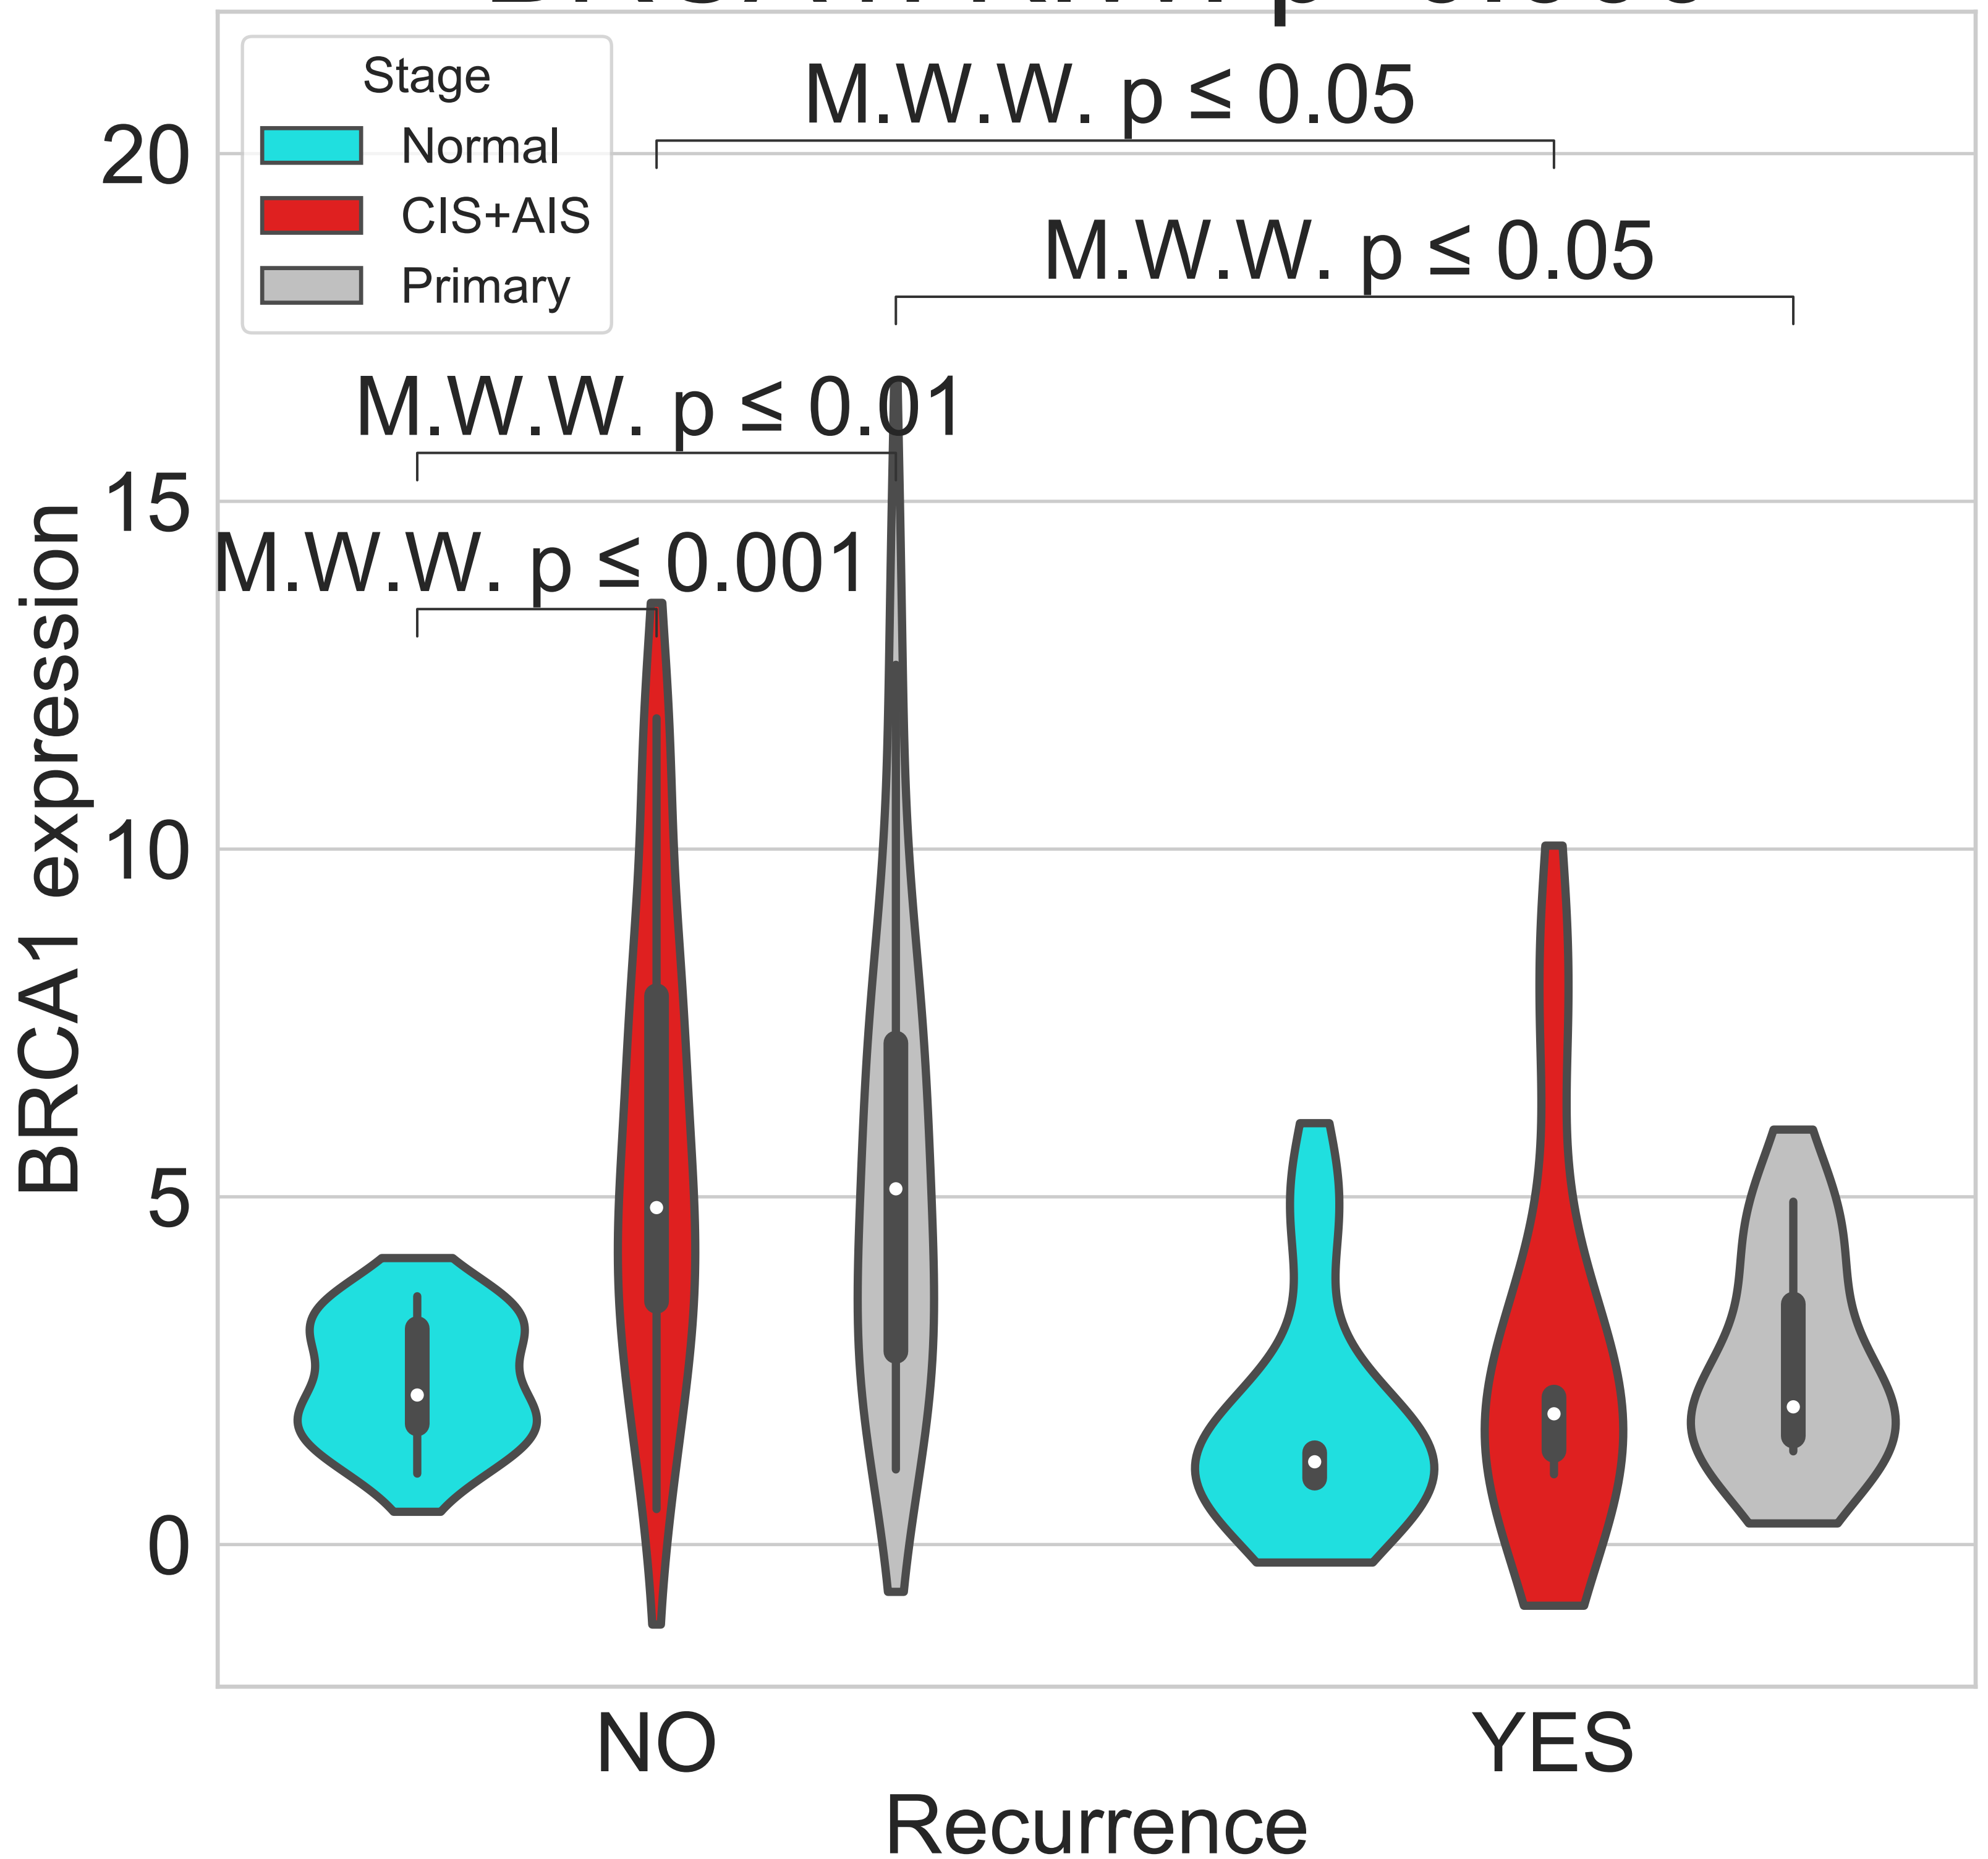 Stage
Normal
CIS+AIS
Primary
M.W.W. p ≤ 0.05
M.W.W. p ≤ 0.05
M.W.W. p ≤ 0.01
M.W.W. p ≤ 0.001
20
15
10
5
0
BRCA1 expression
NO YES
Recurrence